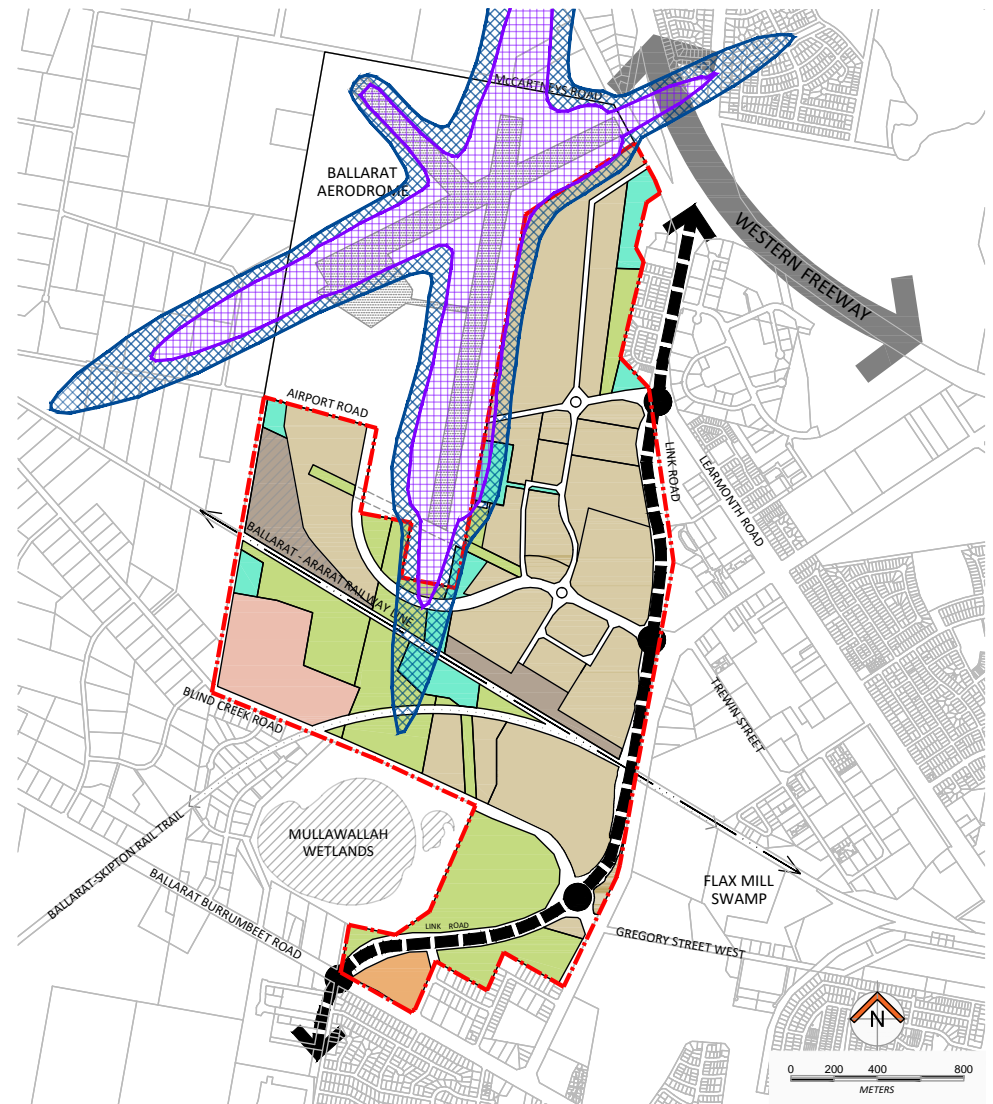 McCARTNEYS ROAD
BALLARAT
AERODROME
WESTERN FREEWAY
AIRPORT ROAD
LINK ROAD
LEARMONTH ROAD
BALLARAT - ARARAT RAILWAY LINE
BLIND CREEK ROAD
TREWIN STREET
MULLAWALLAH
WETLANDS
BALLARAT-SKIPTON RAIL TRAIL
BALLARAT BURRUMBEET ROAD
FLAX MILL
SWAMP
LINK ROAD
GREGORY STREET WEST
N
0 200 400 800
METERS